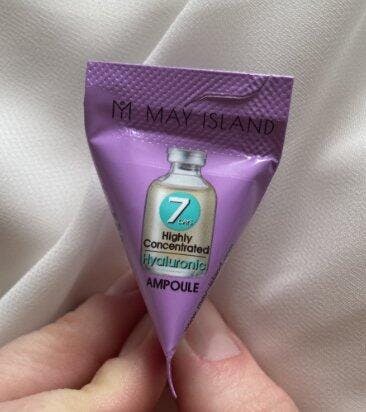 MAY ISLAND
7
Days
Highly
Concentrated
Hyaluronic
AMPOULE